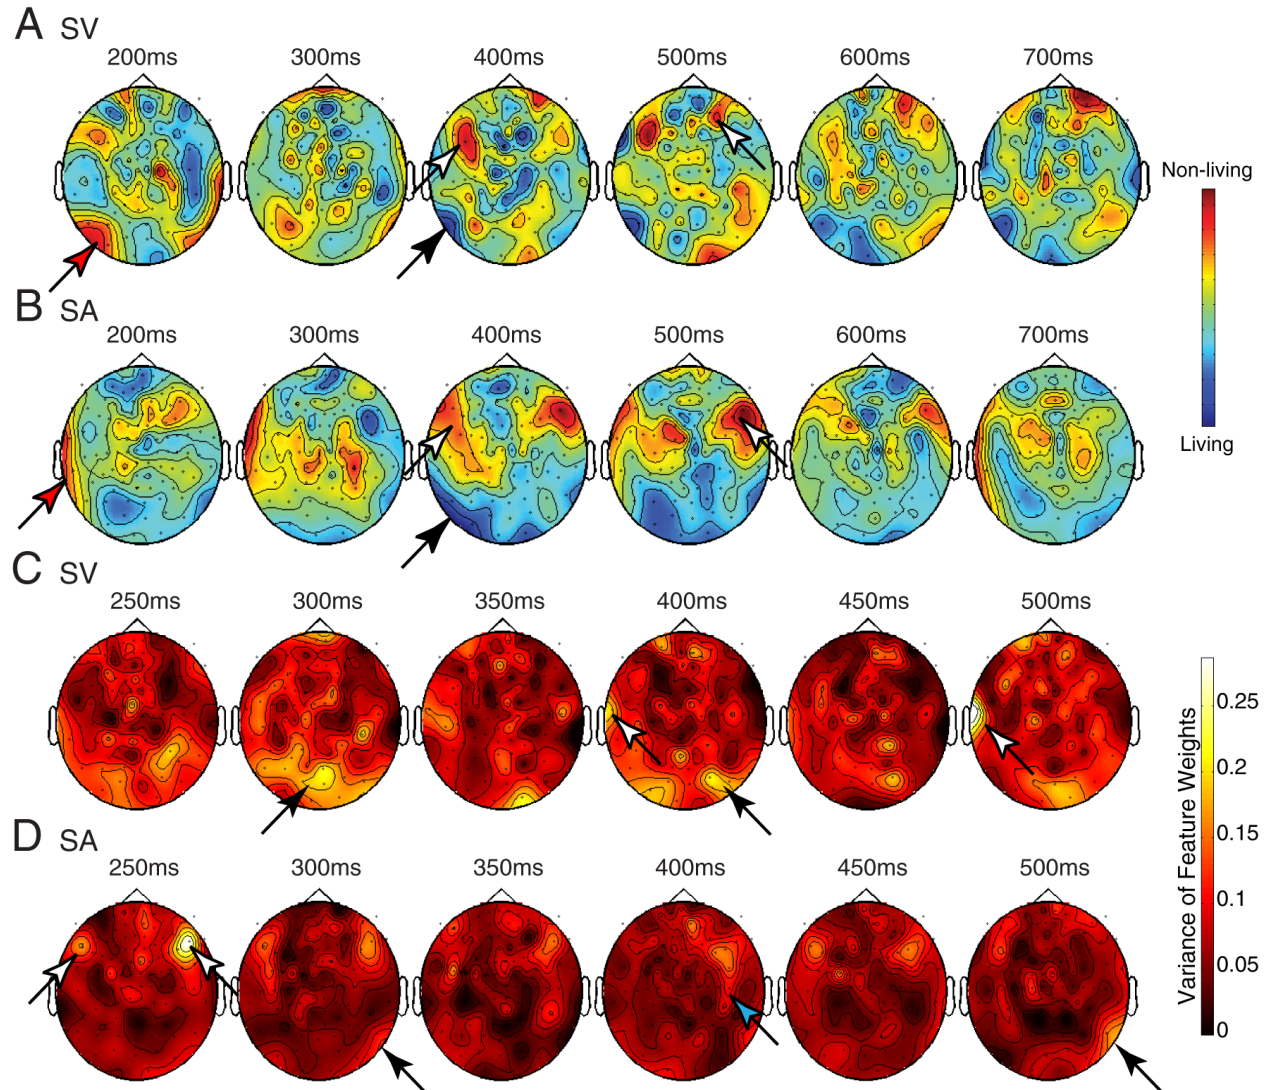 A SV
200ms 300ms 400ms 500ms 600ms 700ms
Non-living
Living
B SA
200ms 300ms 400ms 500ms 600ms 700ms
C SV
250ms 300ms 350ms 400ms 450ms 500ms
0.25
0.2
0.15
0.1
0.05
0
Variance of Feature Weights
D SA
250ms 300ms 350ms 400ms 450ms 500ms